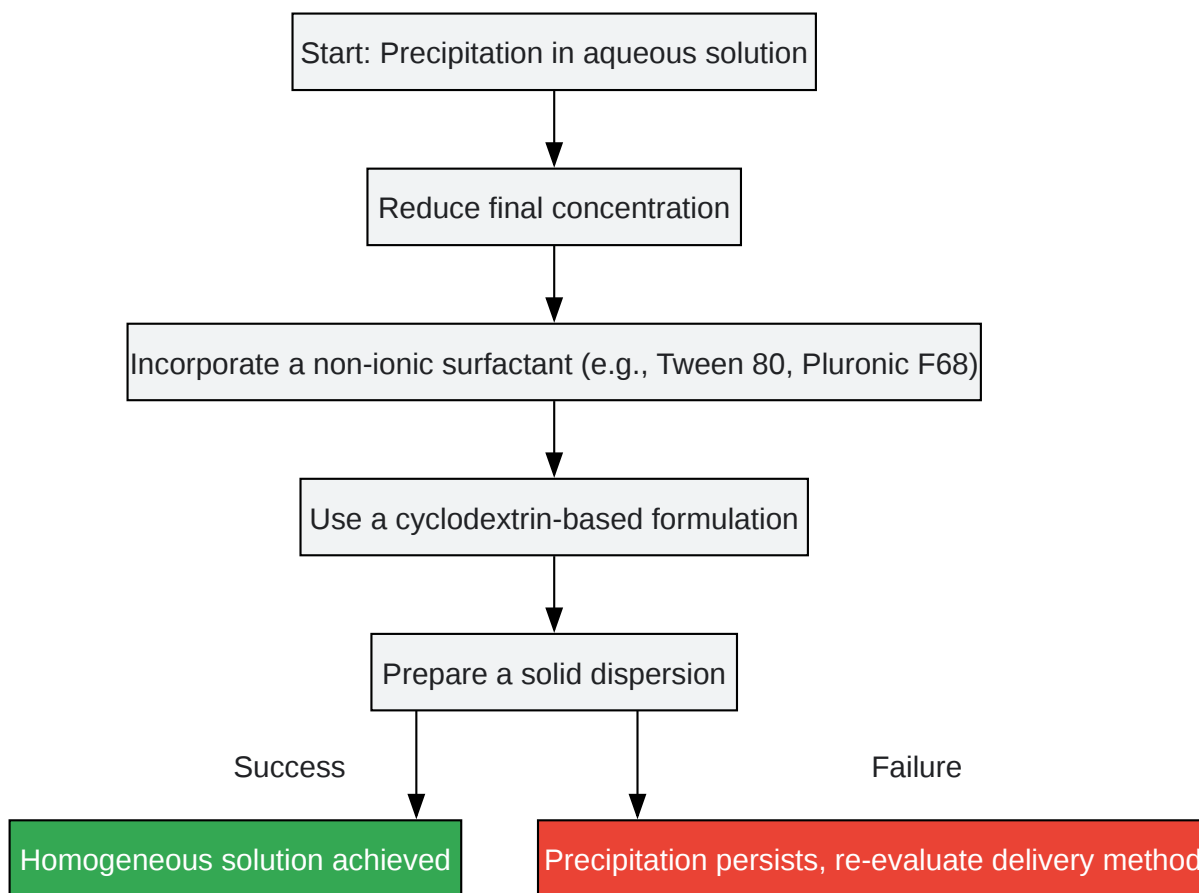 Start: Precipitation in aqueous solution
Reduce final concentration
Incorporate a non-ionic surfactant (e.g., Tween 80, Pluronic F68)
Use a cyclodextrin-based formulation
Prepare a solid dispersion
Success
Failure
Homogeneous solution achieved
Precipitation persists, re-evaluate delivery method